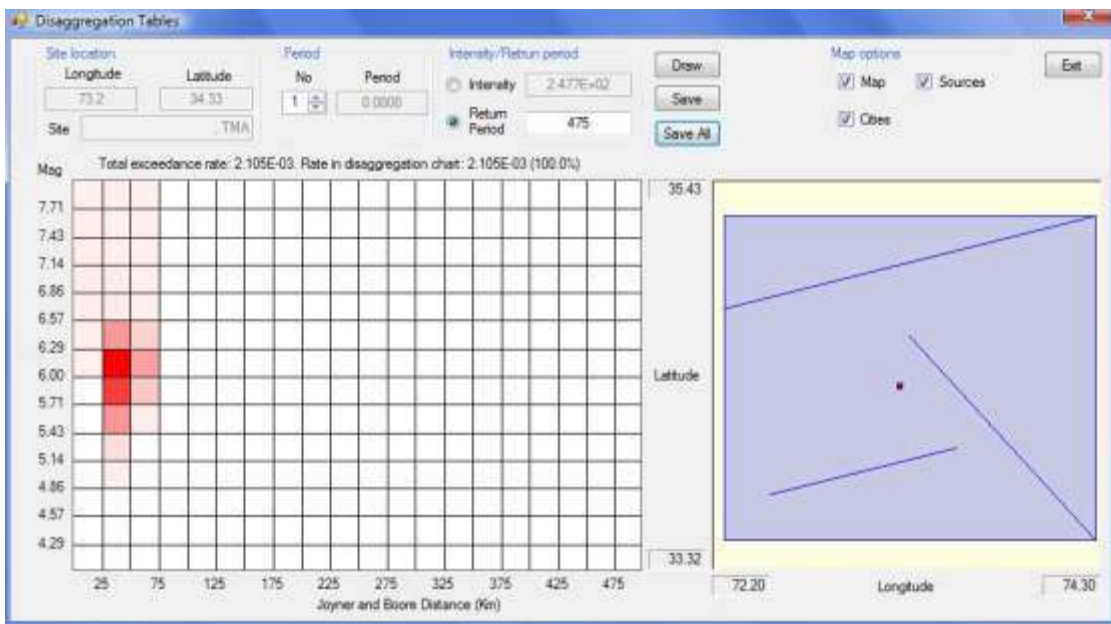 Disaggregation Tables
Site location
Longitude Latitude
73.2 34.33
Site ..TMA
Period
No Period
1 0.0000
Intensity/Retrun period
Intensity 2.477E+02
Return Period 475
Draw
Save
Save All
Map options
Map Sources
Cities
Exit
Total exceedance rate: 2.105E-03. Rate in disaggregation chart: 2.105E-03 (100.0%)
Mag
7.71
7.43
7.14
6.86
6.57
6.29
6.00
5.71
5.43
5.14
4.86
4.57
4.29
25 75 125 175 225 275 325 375 425 475
Joyner and Boore Distance (Km)
35.43
Latitude
33.32
72.20 Longitude 74.30